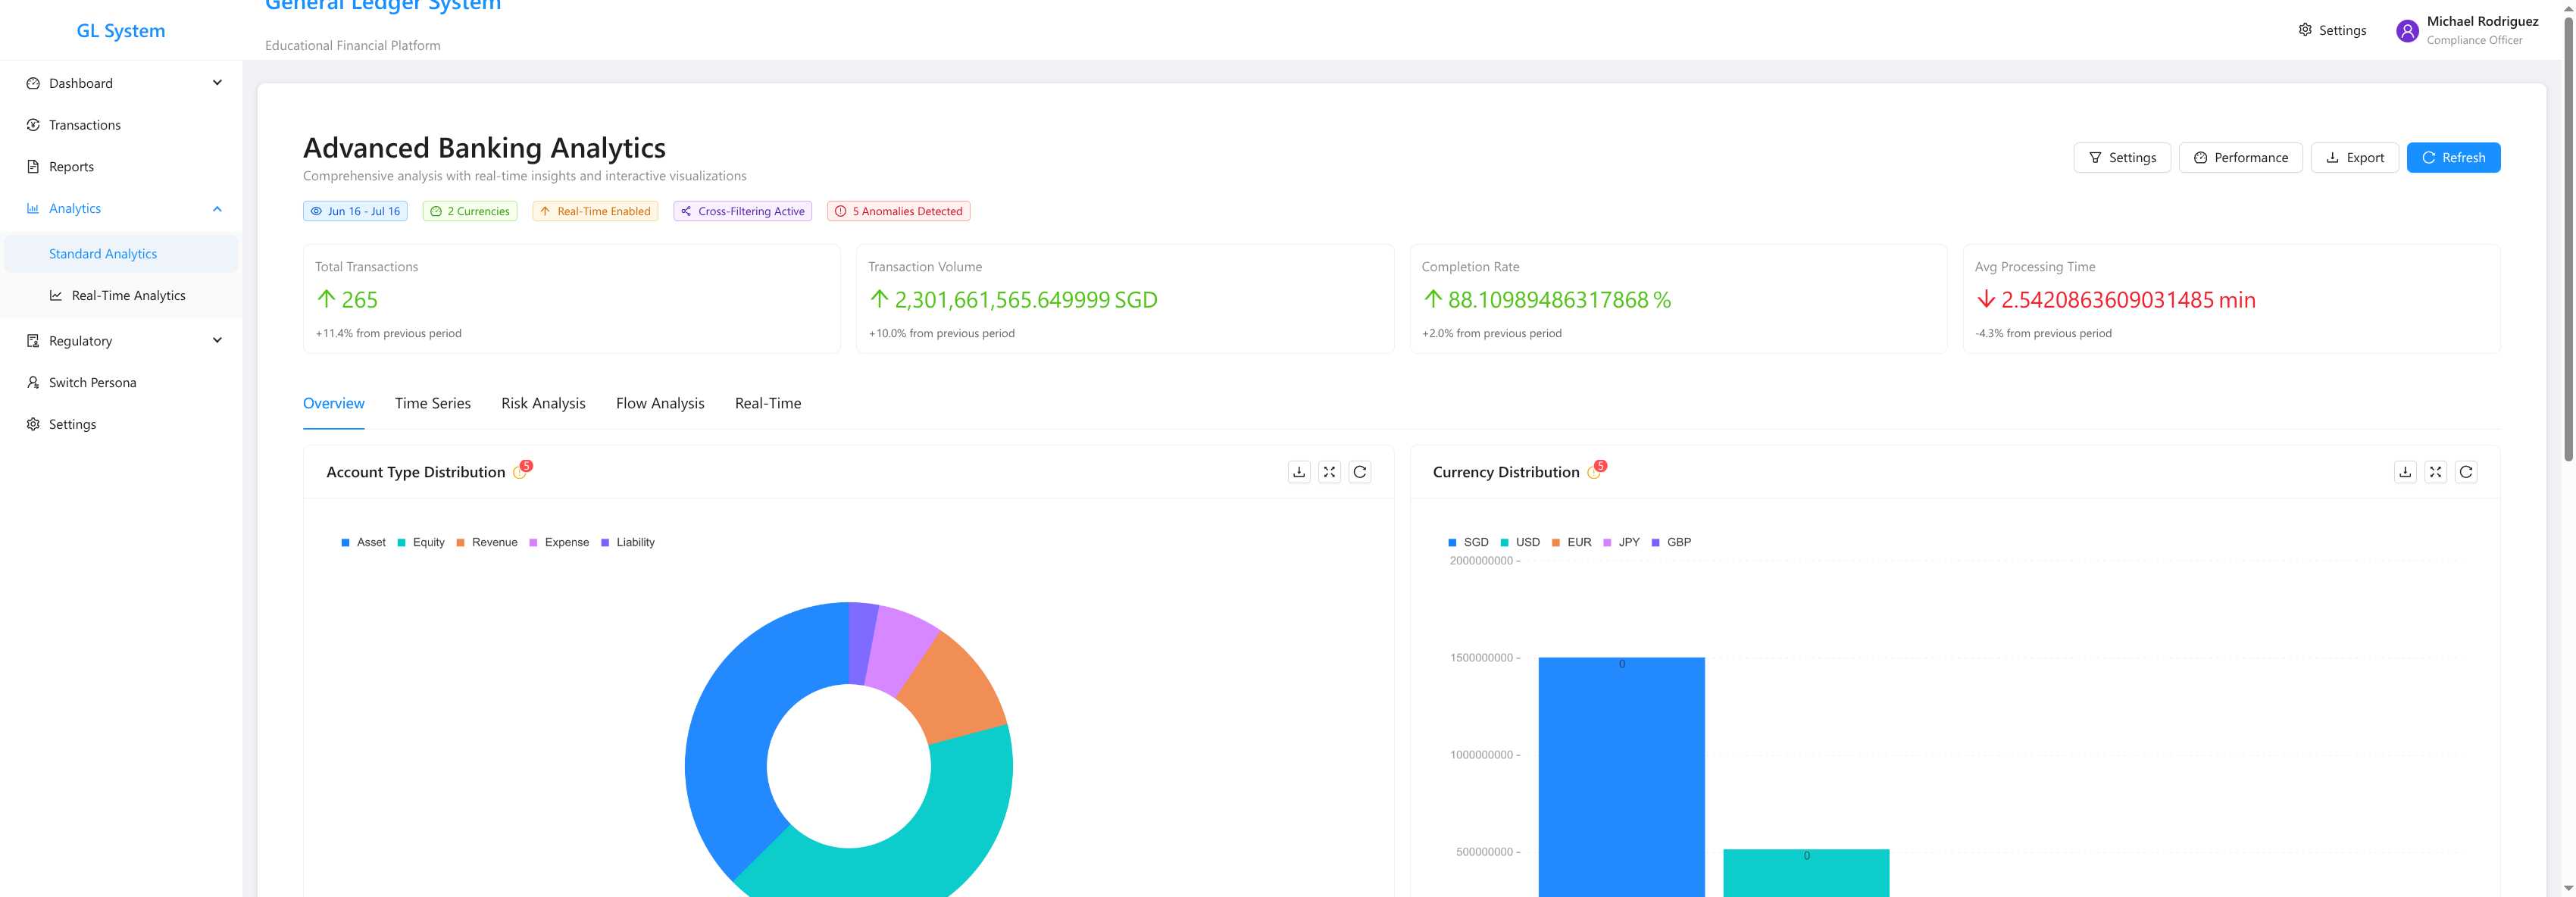 GL System
General Ledger System
Educational Financial Platform
Settings
Michael Rodriguez
Compliance Officer
Dashboard
Transactions
Reports
Analytics
Standard Analytics
Real-Time Analytics
Regulatory
Switch Persona
Settings
Advanced Banking Analytics
Comprehensive analysis with real-time insights and interactive visualizations
Settings
Performance
Export
Refresh
Jun 16 - Jul 16
2 Currencies
Real-Time Enabled
Cross-Filtering Active
5 Anomalies Detected
Total Transactions
265
+11.4% from previous period
Transaction Volume
2,301,661,565.649999 SGD
+10.0% from previous period
Completion Rate
88.10989486317868 %
+2.0% from previous period
Avg Processing Time
2.5420863609031485 min
-4.3% from previous period
Overview
Time Series
Risk Analysis
Flow Analysis
Real-Time
Account Type Distribution
5
Asset
Equity
Revenue
Expense
Liability
Currency Distribution
5
SGD
USD
EUR
JPY
GBP
2000000000
1500000000
1000000000
500000000
0
0